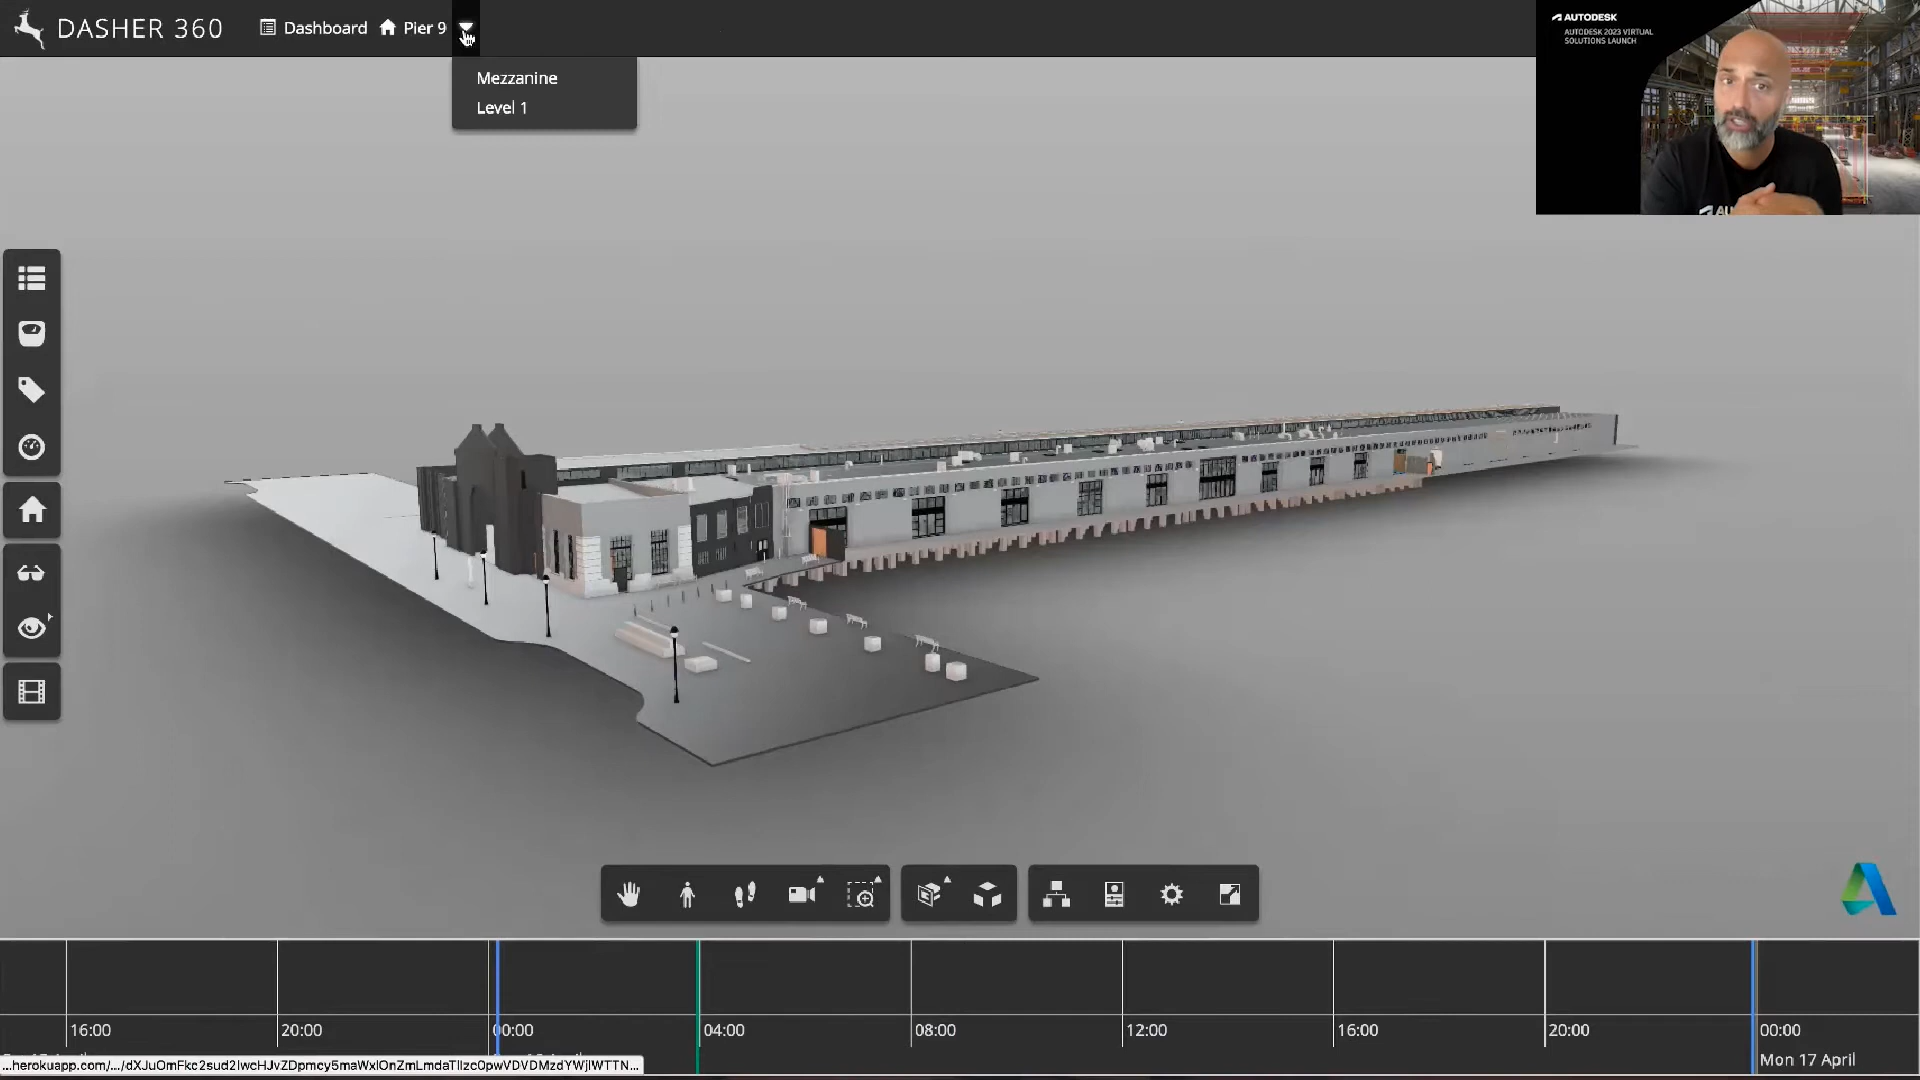 DASHER 360
Dashboard
Pier 9
Mezzanine
Level 1
AUTODESK
AUTODESK 2023 VIRTUAL
SOLUTIONS LAUNCH
16:00
20:00
00:00
04:00
08:00
12:00
16:00
20:00
00:00
Mon 17 April